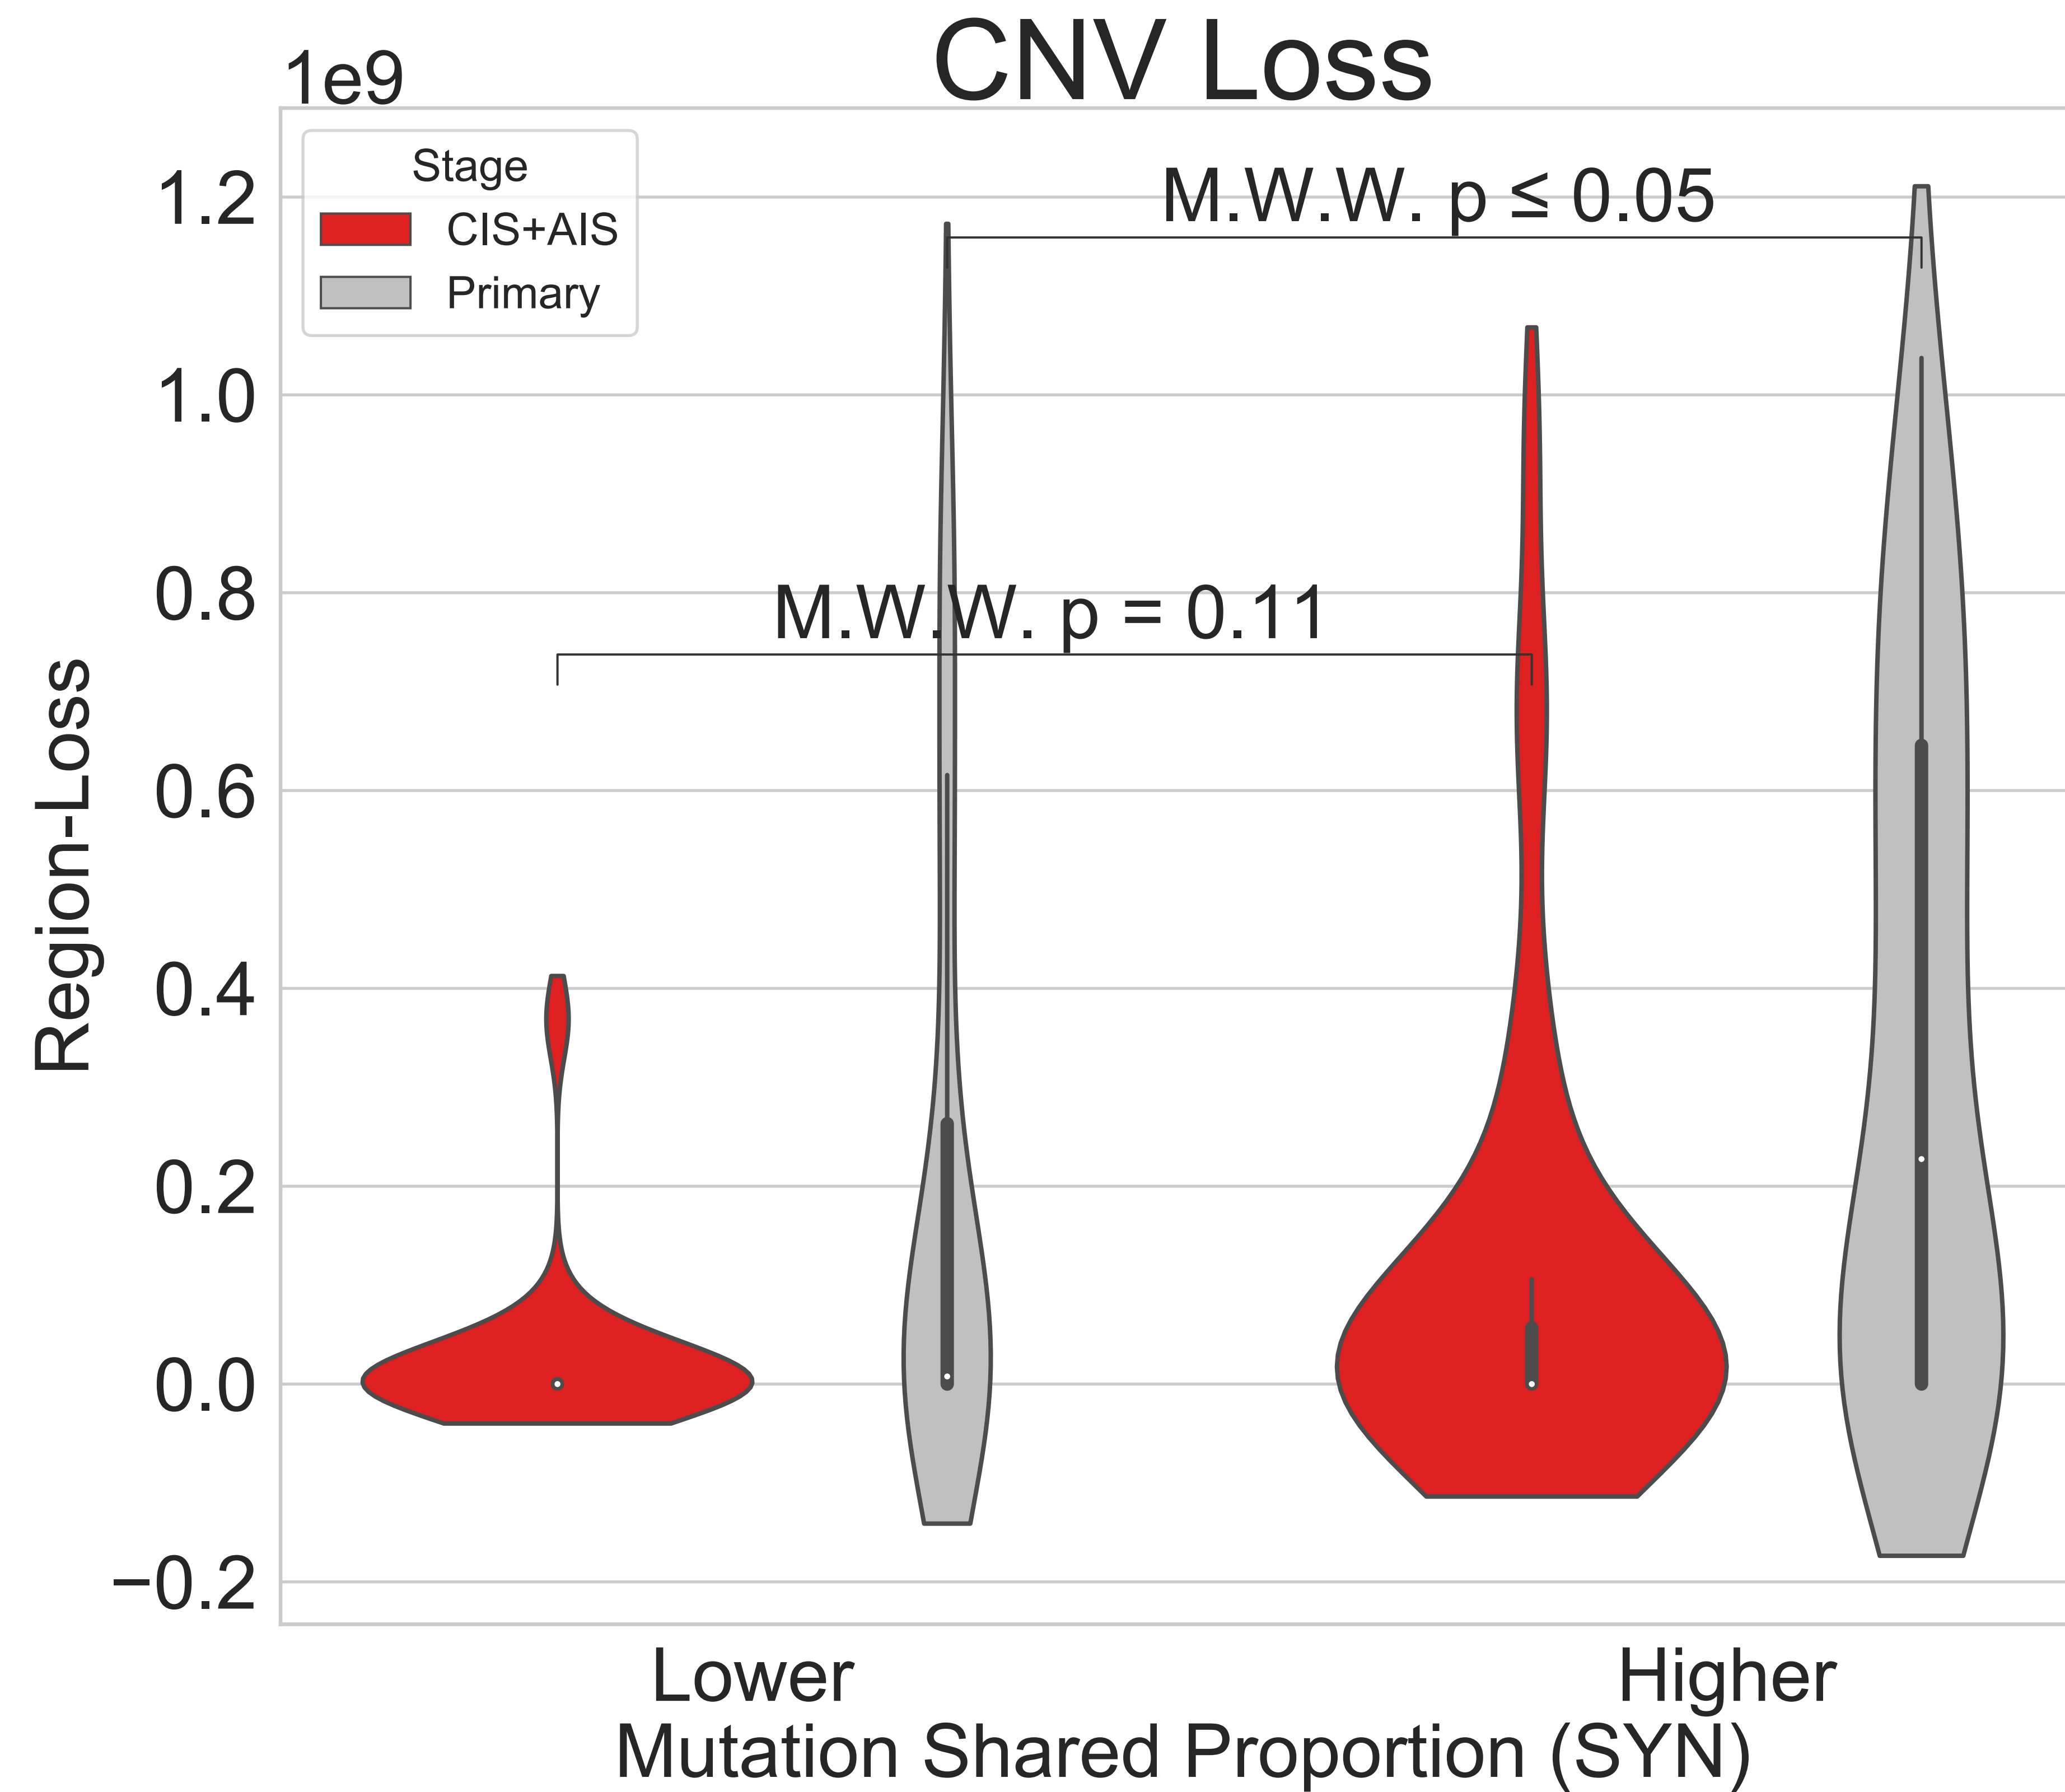 CNV Loss
1e9
Stage
CIS+AIS
Primary
M.W.W. p ≤ 0.05
M.W.W. p = 0.11
1.2
1.0
0.8
0.6
0.4
0.2
0.0
−0.2
Region-Loss
Lower
Higher
Mutation Shared Proportion (SYN)